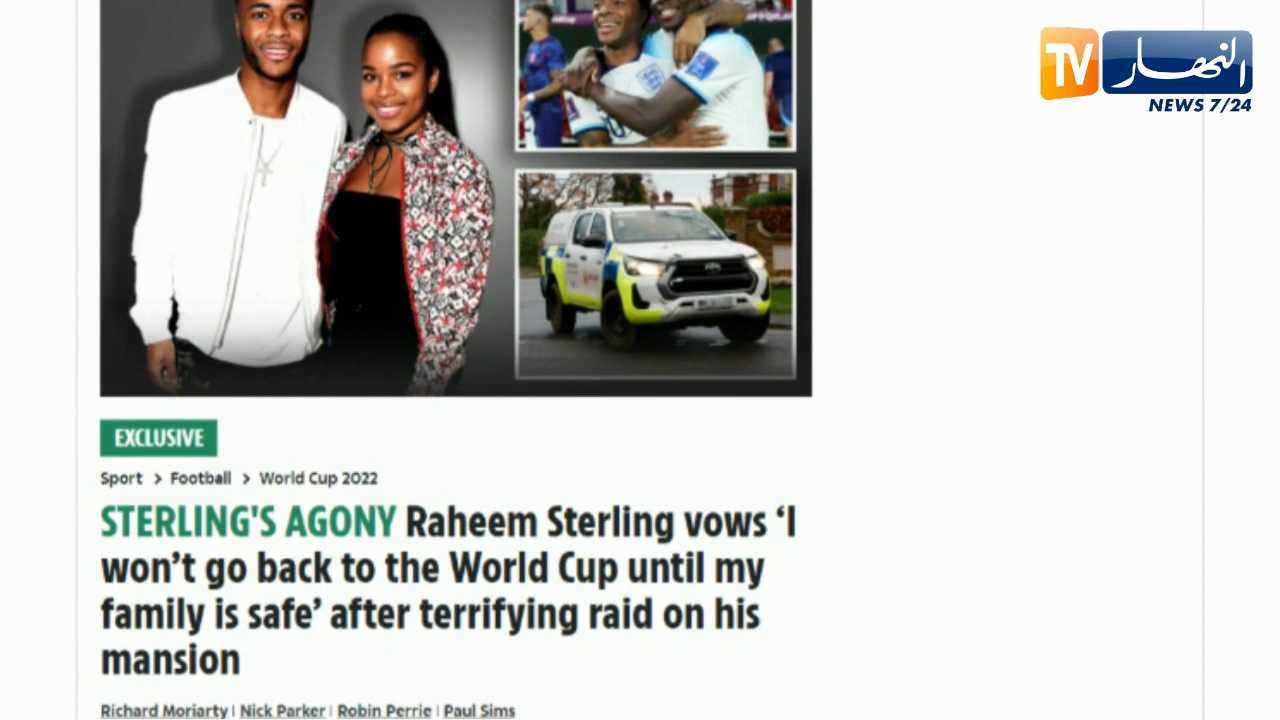 TV النهار
NEWS 7/24
EXCLUSIVE
Sport > Football > World Cup 2022
STERLING'S AGONY Raheem Sterling vows ‘I
won’t go back to the World Cup until my
family is safe’ after terrifying raid on his
mansion
Richard Moriarty | Nick Parker | Robin Perrie | Paul Sims